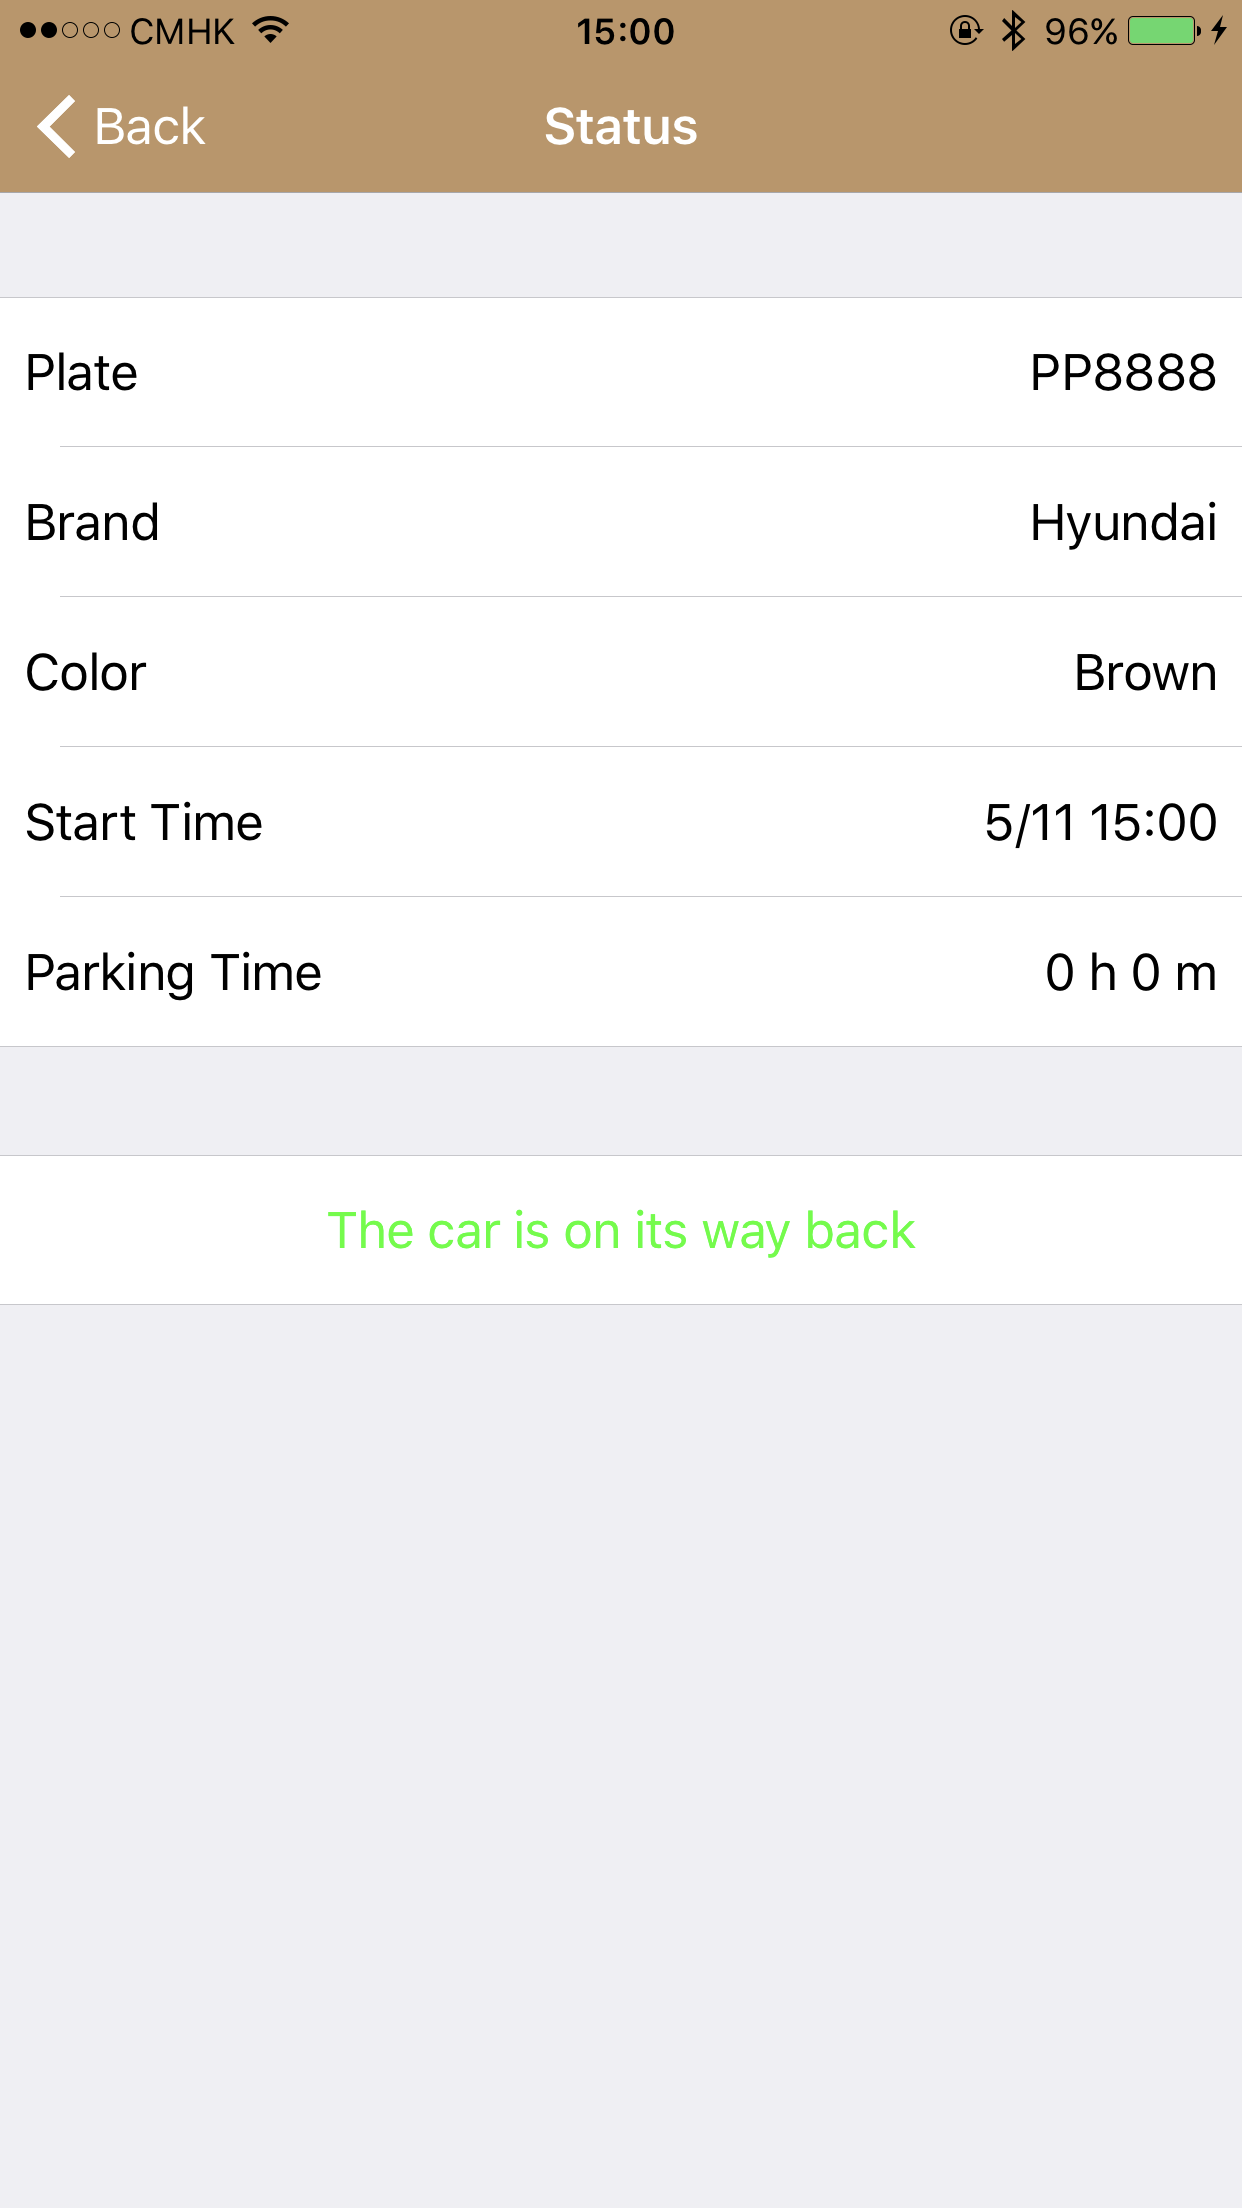 CMHK 15:00 96%
Back Status
Plate PP8888
Brand Hyundai
Color Brown
Start Time 5/11 15:00
Parking Time 0 h 0 m
The car is on its way back